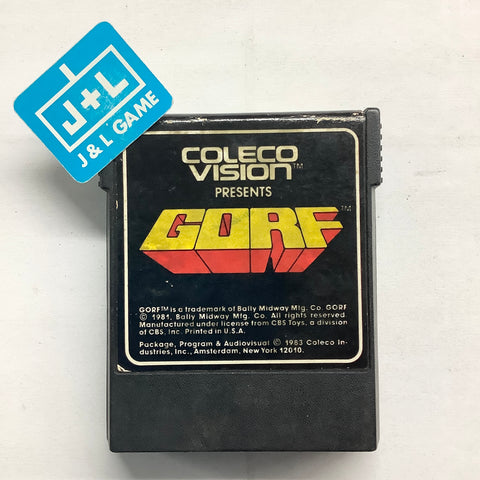 J+L
J & L GAME
COLECO
VISION™
PRESENTS
GORF™
GORF™ is a trademark of Bally Midway Mfg. Co. GORF
© 1981, Bally Midway Mfg. Co. All rights reserved.
Manufactured under license from CBS Toys, a division
of CBS, Inc. Printed in U.S.A.
Package, Program & Audiovisual © 1983 Coleco In-
dustries, Inc., Amsterdam, New York 12010.